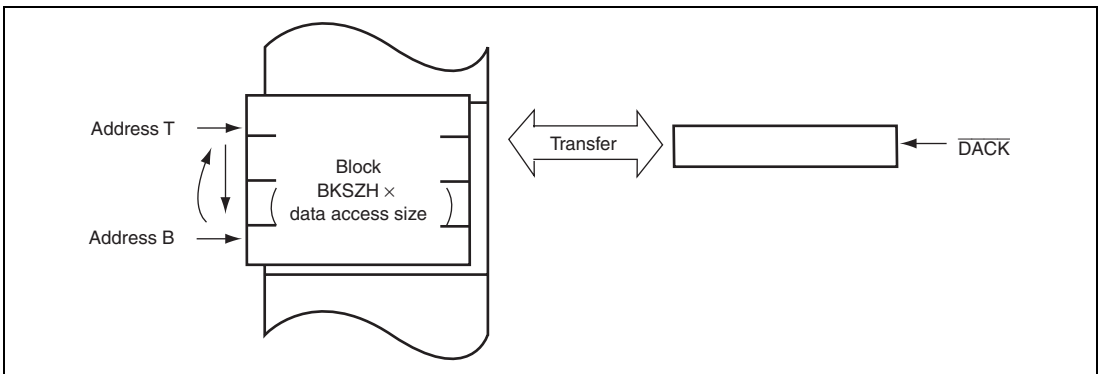 Address T
Transfer
DACK
Block
BKSZH ×
data access size
Address B